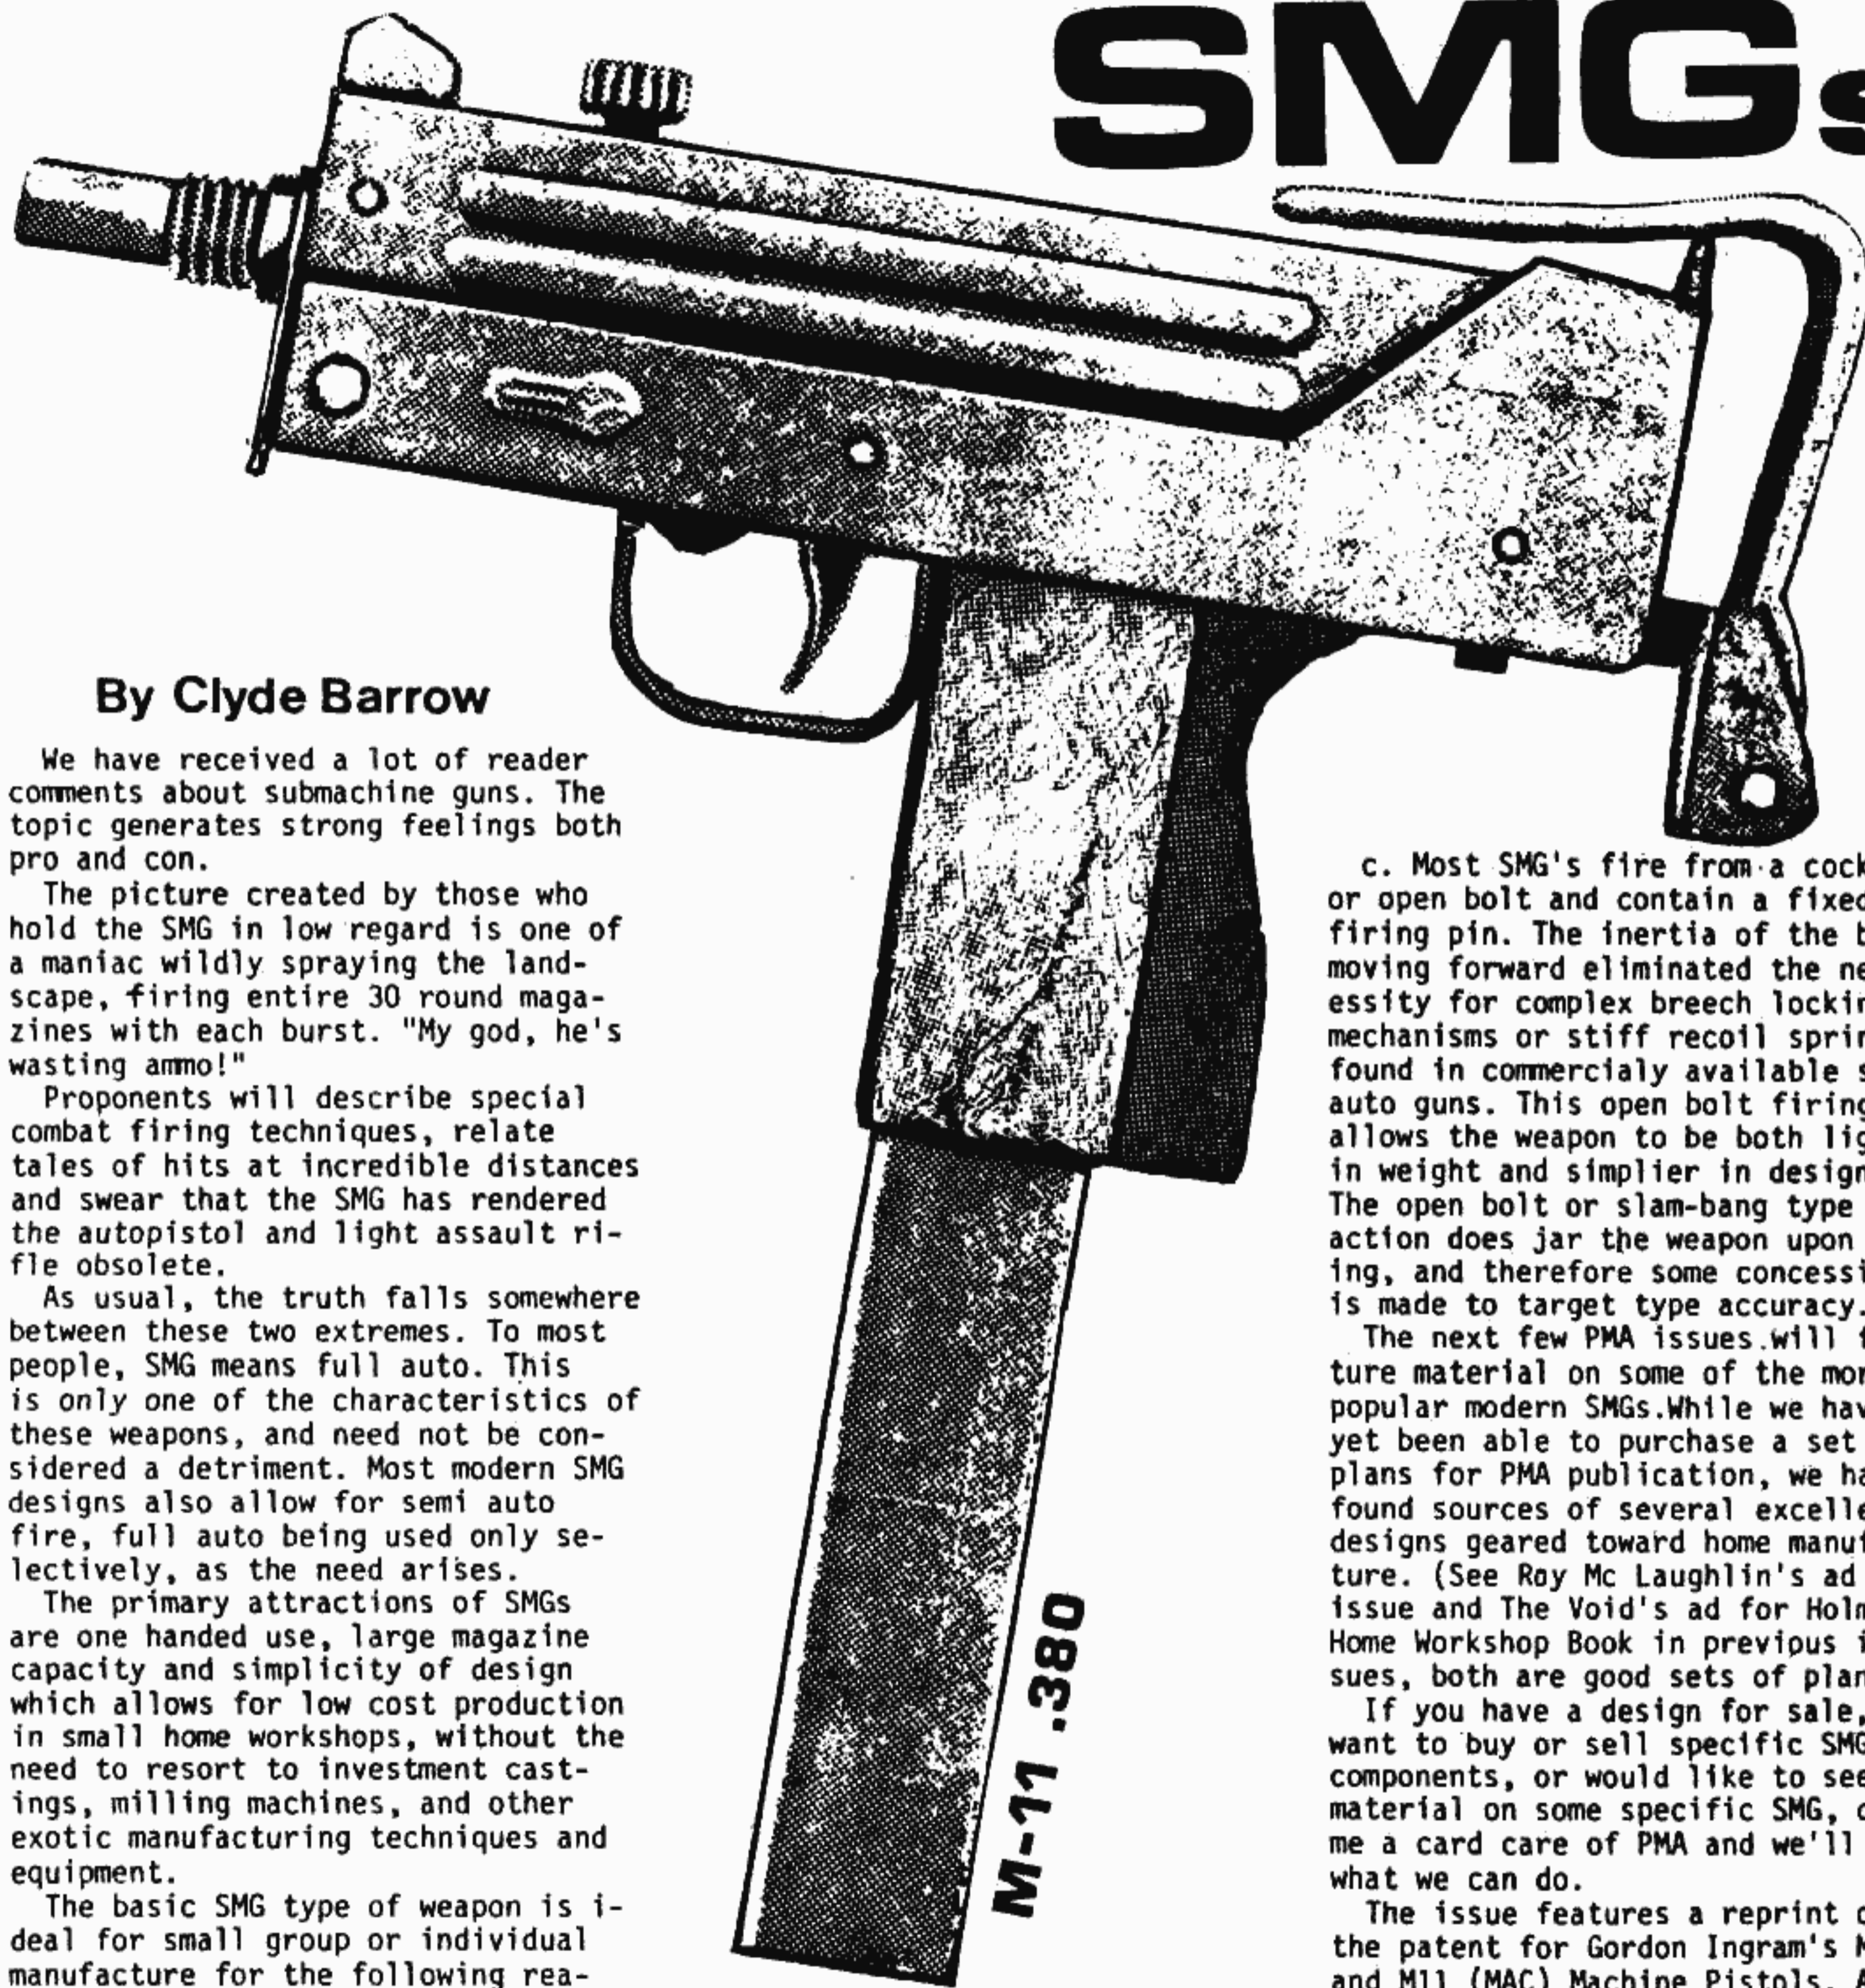 SMGs
By Clyde Barrow
We have received a lot of reader
comments about submachine guns. The
topic generates strong feelings both
pro and con.
The picture created by those who
hold the SMG in low regard is one of
a maniac wildly spraying the land-
scape, firing entire 30 round maga-
zines with each burst. "My god, he's
wasting ammo!"
Proponents will describe special
combat firing techniques, relate
tales of hits at incredible distances
and swear that the SMG has rendered
the autopistol and light assault ri-
fle obsolete.
As usual, the truth falls somewhere
between these two extremes. To most
people, SMG means full auto. This
is only one of the characteristics of
these weapons, and need not be con-
sidered a detriment. Most modern SMG
designs also allow for semi auto
fire, full auto being used only se-
lectively, as the need arises.
The primary attractions of SMGs
are one handed use, large magazine
capacity and simplicity of design
which allows for low cost production
in small home workshops, without the
need to resort to investment cast-
ings, milling machines, and other
exotic manufacturing techniques and
equipment.
The basic SMG type of weapon is i-
deal for small group or individual
manufacture for the following rea-
M-11 .380
c. Most SMG's fire from a
or open bolt and contain a
firing pin. The inertia of the
moving forward eliminated the
essity for complex breech
mechanisms or stiff recoil
found in commercialy available
auto guns. This open bolt
allows the weapon to be both
in weight and simplier in
The open bolt or slam-bang type
action does jar the weapon upon
ing, and therefore some
is made to target type accuracy.
The next few PMA issues.will
ture material on some of the
popular modern SMGs.While we
yet been able to purchase a set
plans for PMA publication, we
found sources of several
designs geared toward home
ture. (See Ray Mc Laughlin's ad
issue and The Void's ad for
Home Workshop Book in previous
sues, both are good sets of
If you have a design for sale,
want to buy or sell specific
components, or would like to
material on some specific SMG,
me a card care of PMA and we'll
what we can do.
The issue features a reprint
the patent for Gordon Ingram's
and M11 (MAC) Machine Pistols.